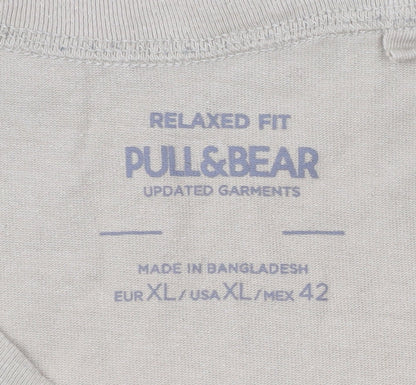 RELAXED FIT
PULL&BEAR
UPDATED GARMENTS
MADE IN BANGLADESH
EUR XL / USA XL / MEX 42